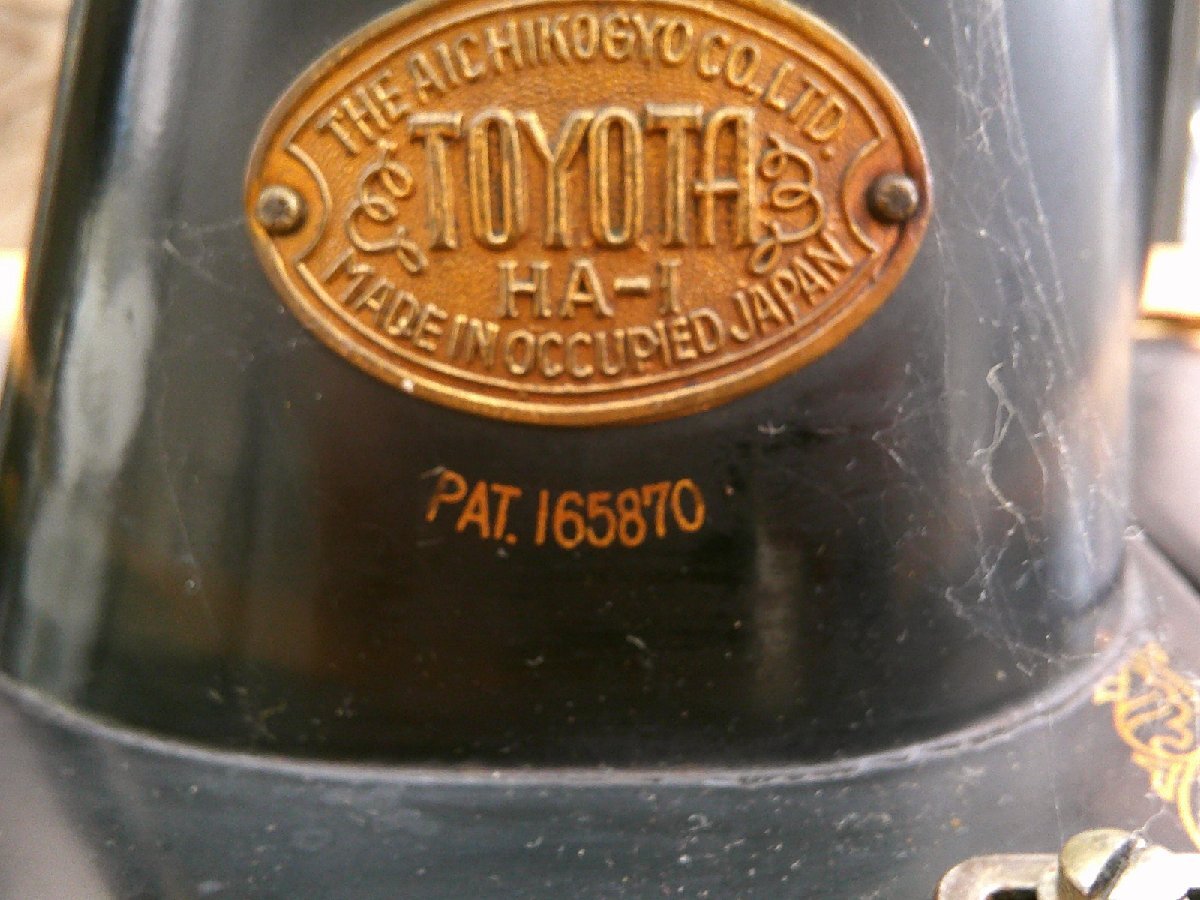 THE AICHIKOGYO CO. LTD.
TOYOTA
HA-1
MADE IN OCCUPIED JAPAN
PAT. 165870